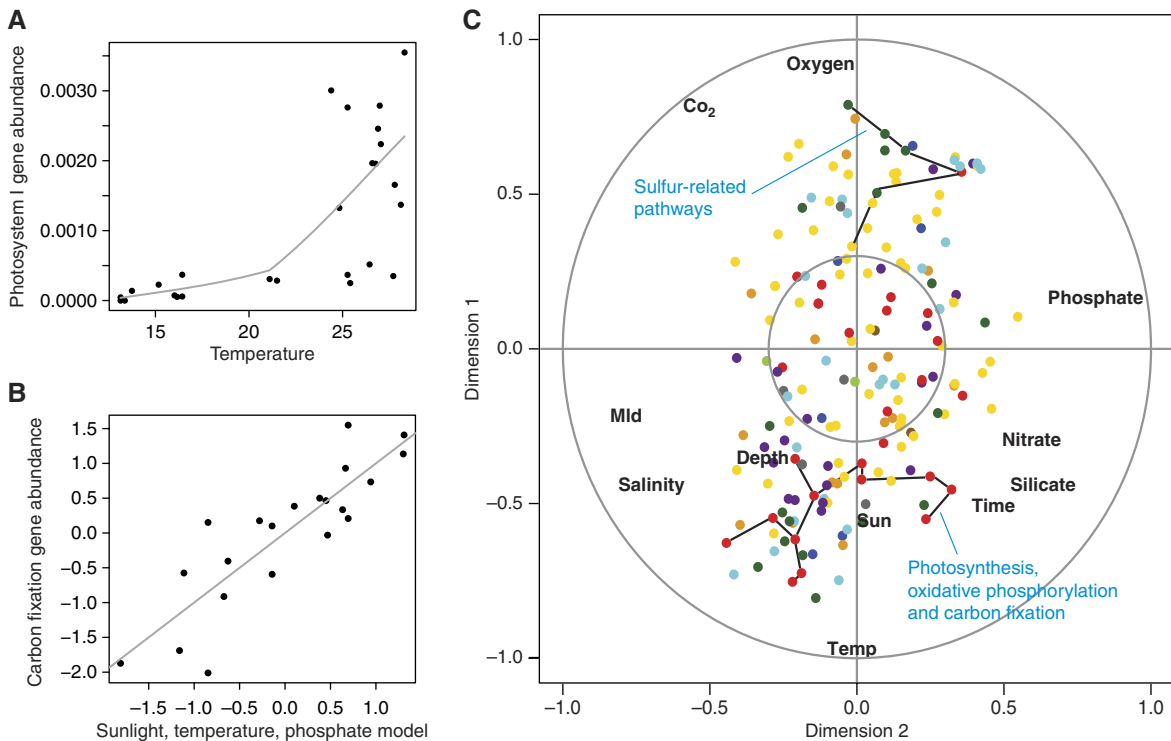 A
Photosystem I gene abundance
0.0030
0.0020
0.0010
0.0000
15
20
25
Temperature
B
Carbon fixation gene abundance
1.5
1.0
0.5
0.0
−0.5
−1.0
−1.5
−2.0
−1.5
−1.0
−0.5
0.0
0.5
1.0
Sunlight, temperature, phosphate model
C
Dimension 1
1.0
0.5
0.0
−0.5
−1.0
Oxygen
Co2
Sulfur-related
pathways
Phosphate
Mld
Nitrate
Depth
Salinity
Silicate
Time
Sun
Photosynthesis,
oxidative phosphorylation
and carbon fixation
Temp
−1.0
−0.5
0.0
0.5
1.0
Dimension 2